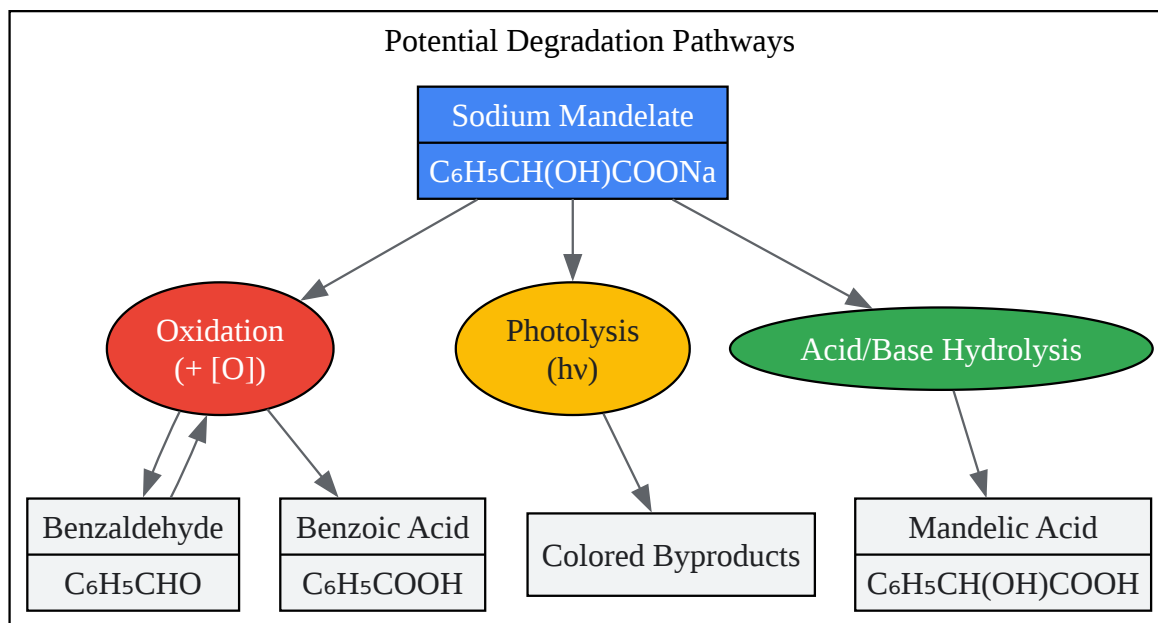 Potential Degradation Pathways
Sodium Mandelate
C₆H₅CH(OH)COONa
Oxidation
(+ [O])
Photolysis
(hν)
Acid/Base Hydrolysis
Benzaldehyde
C₆H₅CHO
Benzoic Acid
C₆H₅COOH
Colored Byproducts
Mandelic Acid
C₆H₅CH(OH)COOH